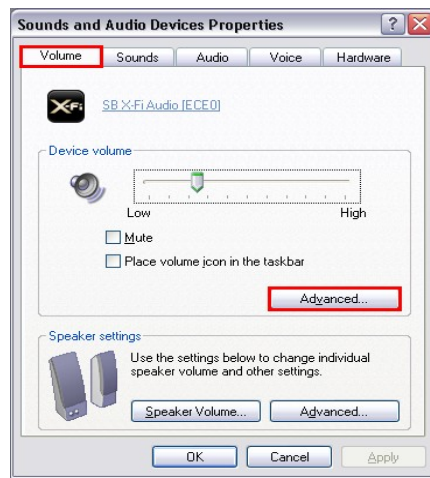 Sounds and Audio Devices Properties
Volume Sounds Audio Voice Hardware
X-Fi SB X-Fi Audio [ECE0]
Device volume
Low High
Mute
Place volume icon in the taskbar
Advanced...
Speaker settings
Use the settings below to change individual
speaker volume and other settings.
Speaker Volume... Advanced...
OK Cancel Apply